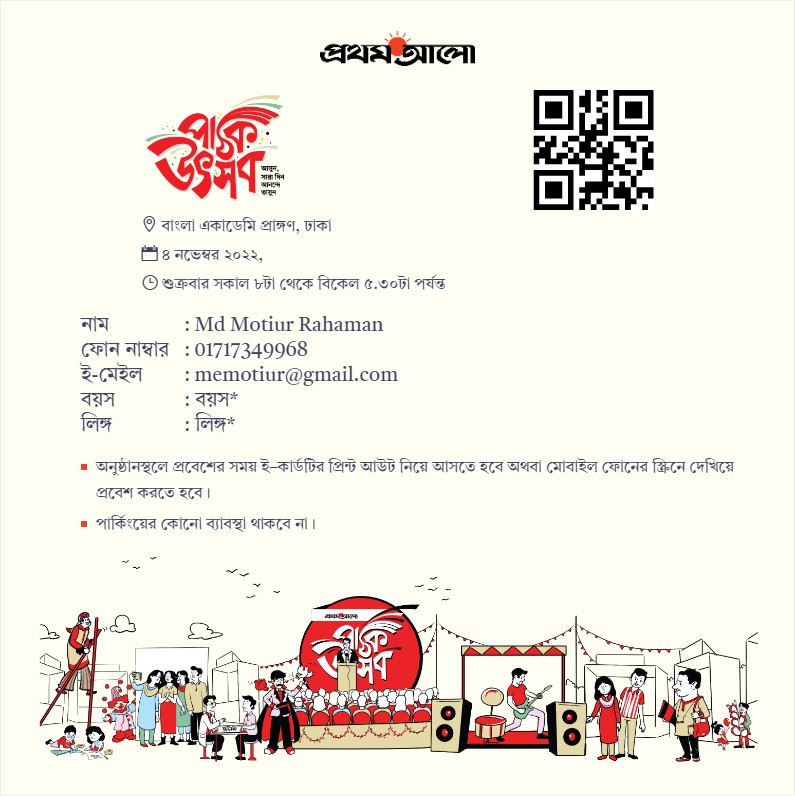 প্রথম আলো
পাঠক
উৎসব
আসুন,
সারা দিন
আনন্দে
ভাসুন
বাংলা একাডেমি প্রাঙ্গণ, ঢাকা
৪ নভেম্বর ২০২২,
শুক্রবার সকাল ৮টা থেকে বিকেল ৫.৩০টা পর্যন্ত
নাম : Md Motiur Rahaman
ফোন নাম্বার : 01717349968
ই-মেইল : memotiur@gmail.com
বয়স : বয়স*
লিঙ্গ : লিঙ্গ*
অনুষ্ঠানস্থলে প্রবেশের সময় ই–কার্ডটির প্রিন্ট আউট নিয়ে আসতে হবে অথবা মোবাইল ফোনের স্ক্রিনে দেখিয়ে
প্রবেশ করতে হবে।
পার্কিংয়ের কোনো ব্যাবস্থা থাকবে না।
প্রথম আলো
পাঠক
উৎসব